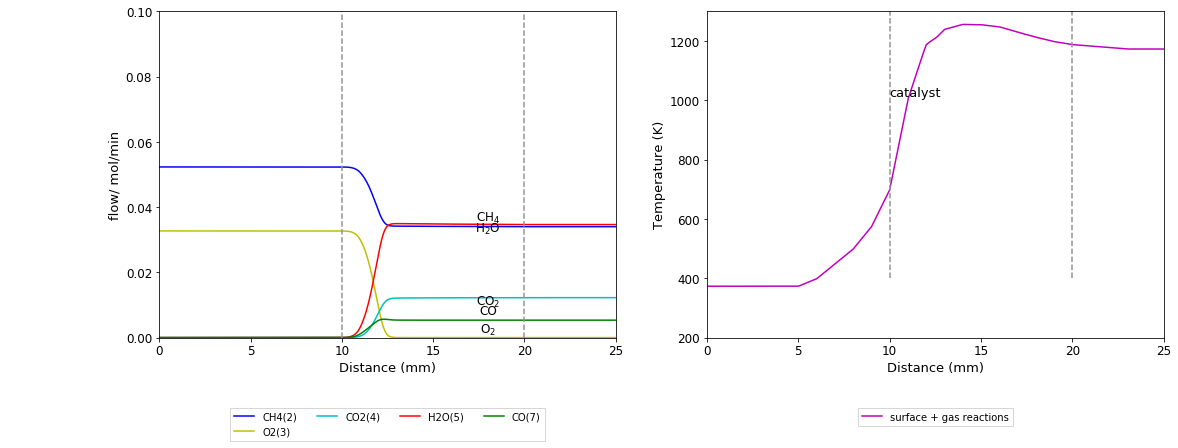 0.10
0.08
0.06
0.04
0.02
0.00
flow/ mol/min
CH₄
H₂O
CO₂
CO
O₂
0 5 10 15 20 25
Distance (mm)
CH4(2) CO2(4) H2O(5) CO(7)
O2(3)
1200
1000
800
600
400
200
Temperature (K)
catalyst
0 5 10 15 20 25
Distance (mm)
surface + gas reactions